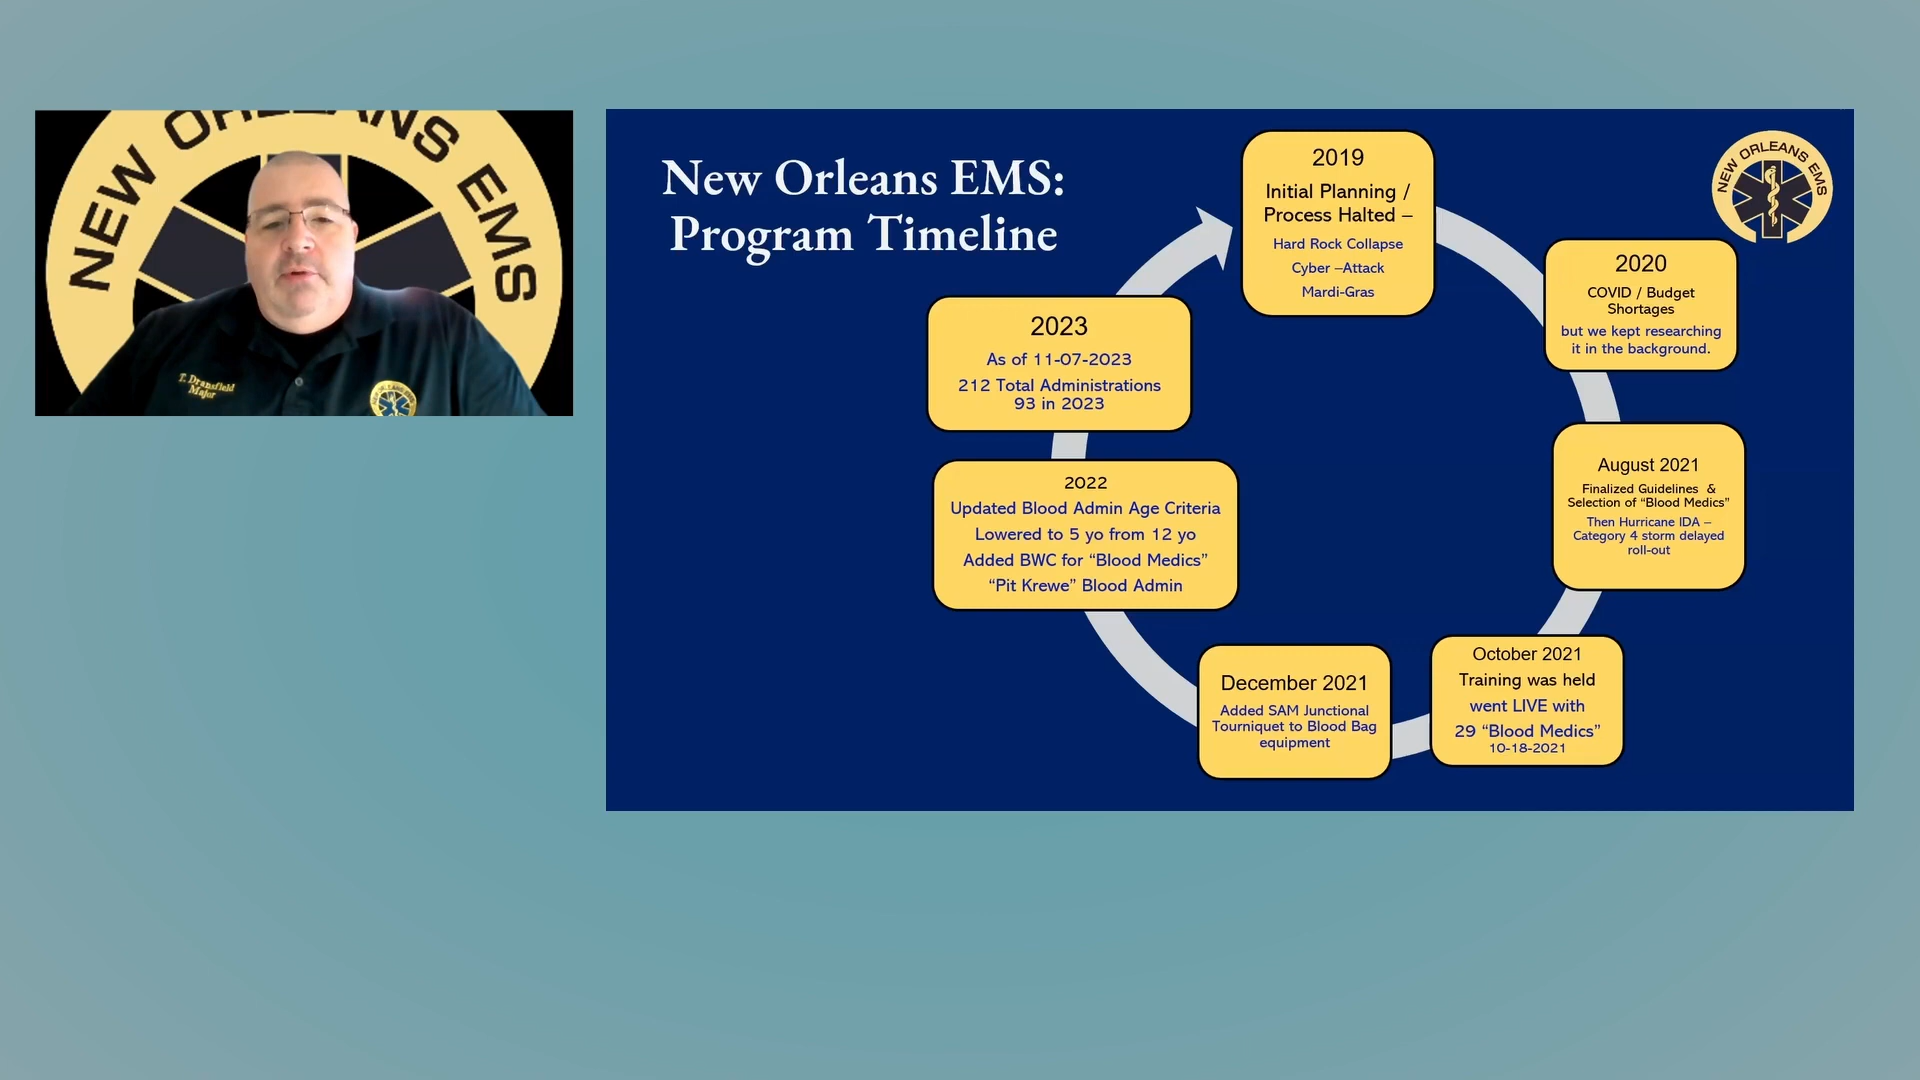 NEW ORLEANS EMS
T. Dransfield
Major
New Orleans EMS:
Program Timeline
NEW ORLEANS EMS
2019
Initial Planning /
Process Halted –
Hard Rock Collapse
Cyber –Attack
Mardi-Gras
2020
COVID / Budget
Shortages
but we kept researching
it in the background.
August 2021
Finalized Guidelines &
Selection of “Blood Medics”
Then Hurricane IDA –
Category 4 storm delayed
roll-out
October 2021
Training was held
went LIVE with
29 “Blood Medics”
10-18-2021
December 2021
Added SAM Junctional
Tourniquet to Blood Bag
equipment
2022
Updated Blood Admin Age Criteria
Lowered to 5 yo from 12 yo
Added BWC for “Blood Medics”
“Pit Krewe” Blood Admin
2023
As of 11-07-2023
212 Total Administrations
93 in 2023